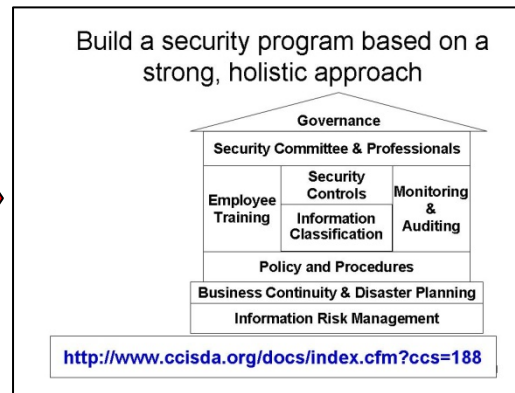 Build a security program based on a
strong, holistic approach
Governance
Security Committee & Professionals
Employee
Training
Security
Controls
Information
Classification
Monitoring
&
Auditing
Policy and Procedures
Business Continuity & Disaster Planning
Information Risk Management
http://www.ccisda.org/docs/index.cfm?ccs=188